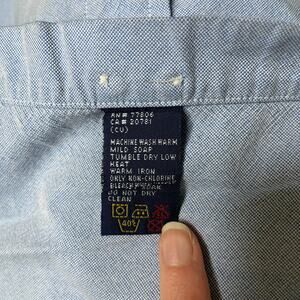 RN# 77806
CA# 20781
(CU)
MACHINE WASH WARM
MILD SOAP
TUMBLE DRY LOW
HEAT
WARM IRON
ONLY NON-CHLORINE
BLEACH
DO NOT DRY
CLEAN